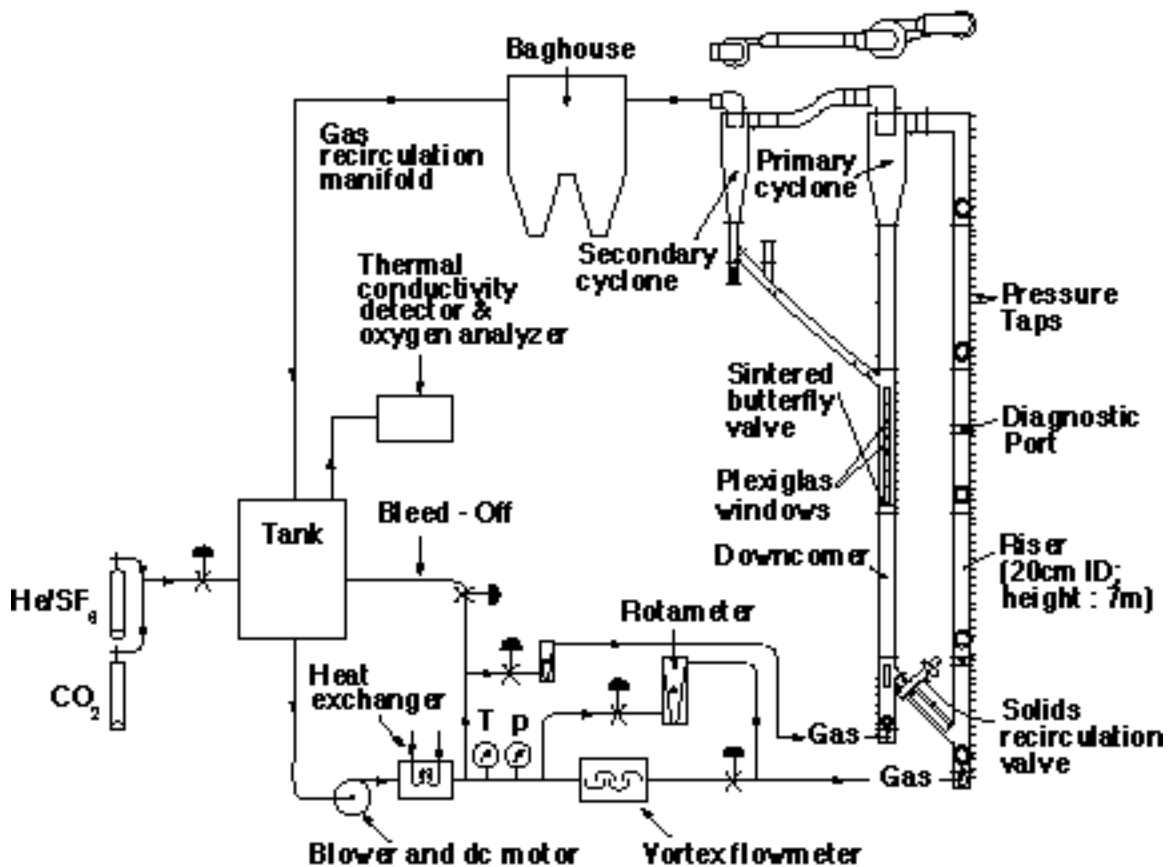 Baghouse
Gas
recirculation
manifold
Primary
cyclone
Secondary
cyclone
Thermal
conductivity
detector &
oxygen analyzer
Pressure
Taps
Sintered
butterfly
valve
Diagnostic
Port
Plexiglas
windows
Tank
Bleed - Off
Downcomer
Riser
(20cm ID;
height : 7m)
He/SF6
Rotameter
CO2
Heat
exchanger
T p
Solids
recirculation
valve
Gas
Gas
Blower and dc motor
Vortex flowmeter